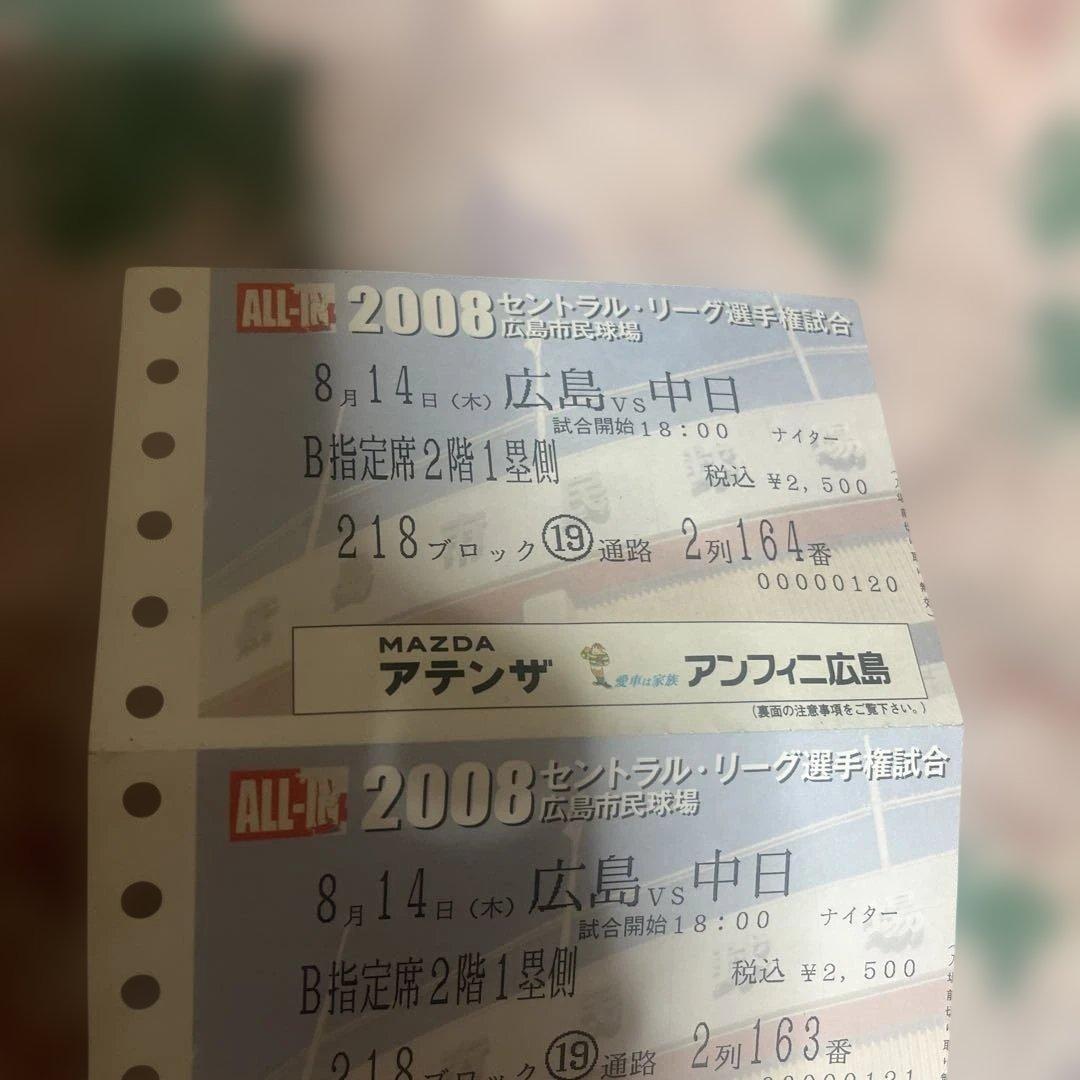 ALL-IN 2008 セントラル・リーグ選手権試合
広島市民球場
8月14日（木） 広島VS中日
試合開始18：00 ナイター
B指定席2階1塁側 税込 ¥2，500
218ブロック⑲通路 2列164番
00000120
MAZDA
アテンザ 愛車は家族 アンフィニ広島
（裏面の注意事項をご覧下さい。）
ALL-IN 2008 セントラル・リーグ選手権試合
広島市民球場
8月14日（木） 広島VS中日
試合開始18：00 ナイター
B指定席2階1塁側 税込 ¥2，500
218ブロック⑲通路 2列163番
00000121